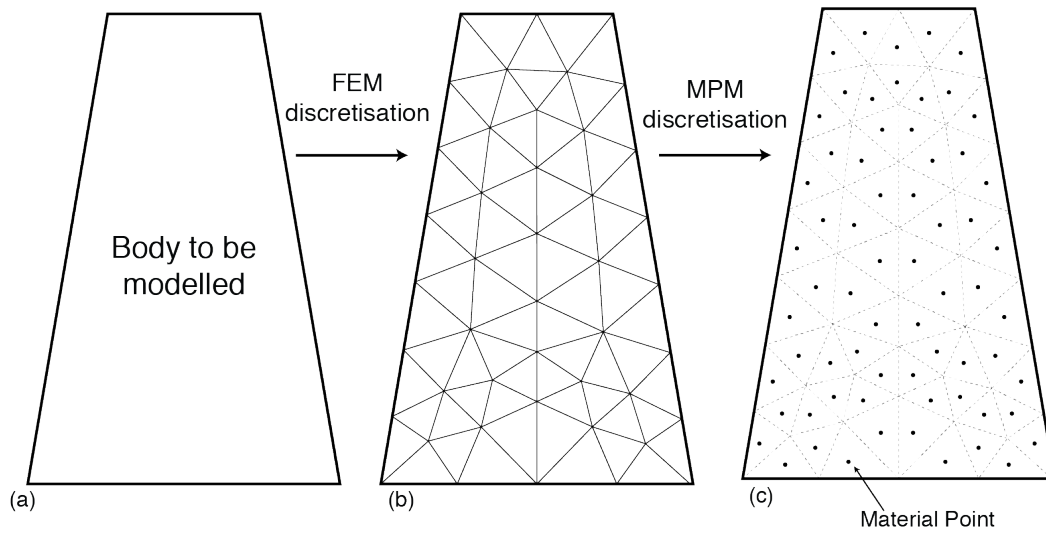 FEM
discretisation
MPM
discretisation
Body to be
modelled
(a)
(b)
(c)
Material Point